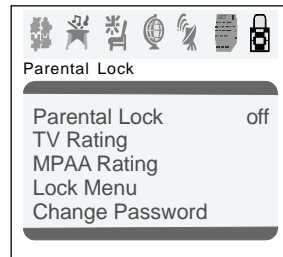 Parental Lock
Parental Lock off
TV Rating
MPAA Rating
Lock Menu
Change Password